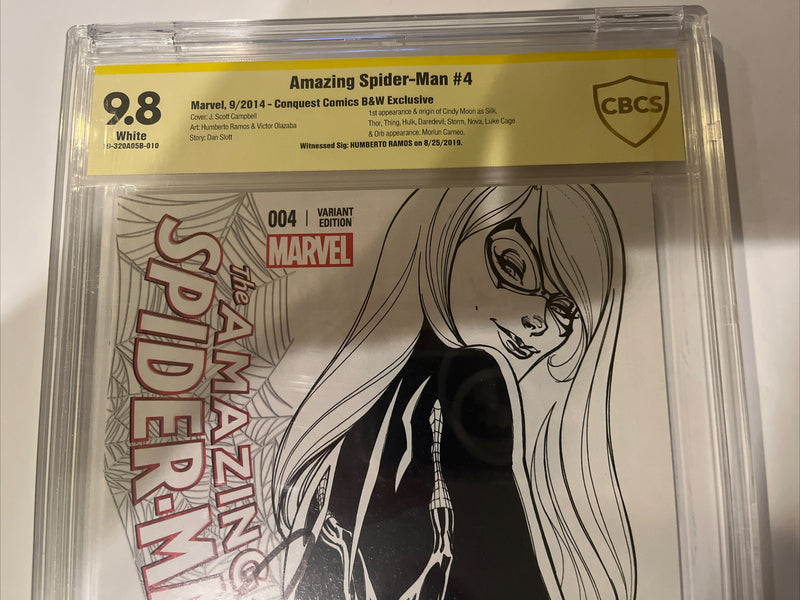 Amazing Spider-Man #4
9.8
White
19-320A05B-010
Marvel, 9/2014 - Conquest Comics B&W Exclusive
Cover: J. Scott Campbell
Art: Humberto Ramos & Victor Olazaba
Story: Dan Slott
1st appearance & origin of Cindy Moon as Silk.
Thor, Thing, Hulk, Daredevil, Storm, Nova, Luke Cage
& Orb appearance. Morlun Cameo.
Witnessed Sig: HUMBERTO RAMOS on 8/25/2019.
CBCS
004 | VARIANT
EDITION
MARVEL
The AMAZING
SPIDER-M